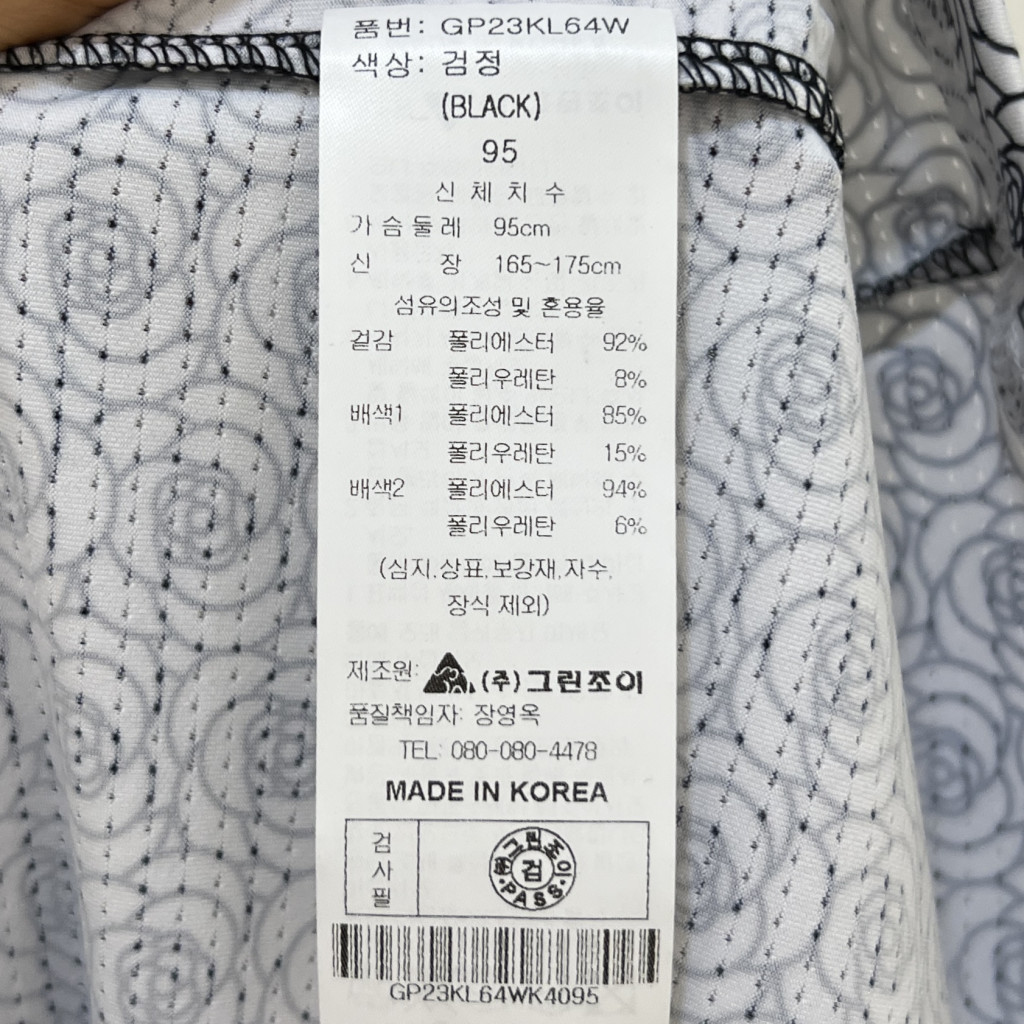 품번: GP23KL64W
색상: 검정
(BLACK)
95
신 체 치 수
가슴둘레 95cm
신 장 165~175cm
섬유의조성 및 혼용율
겉감 폴리에스터 92%
폴리우레탄 8%
배색1 폴리에스터 85%
폴리우레탄 15%
배색2 폴리에스터 94%
폴리우레탄 6%
(심지,상표,보강재,자수,
장식 제외)
제조원: (주)그린조이
품질책임자: 장영옥
TEL: 080-080-4478
MADE IN KOREA
검사필
㈜그린조이
검
·PASS·
GP23KL64WK4095